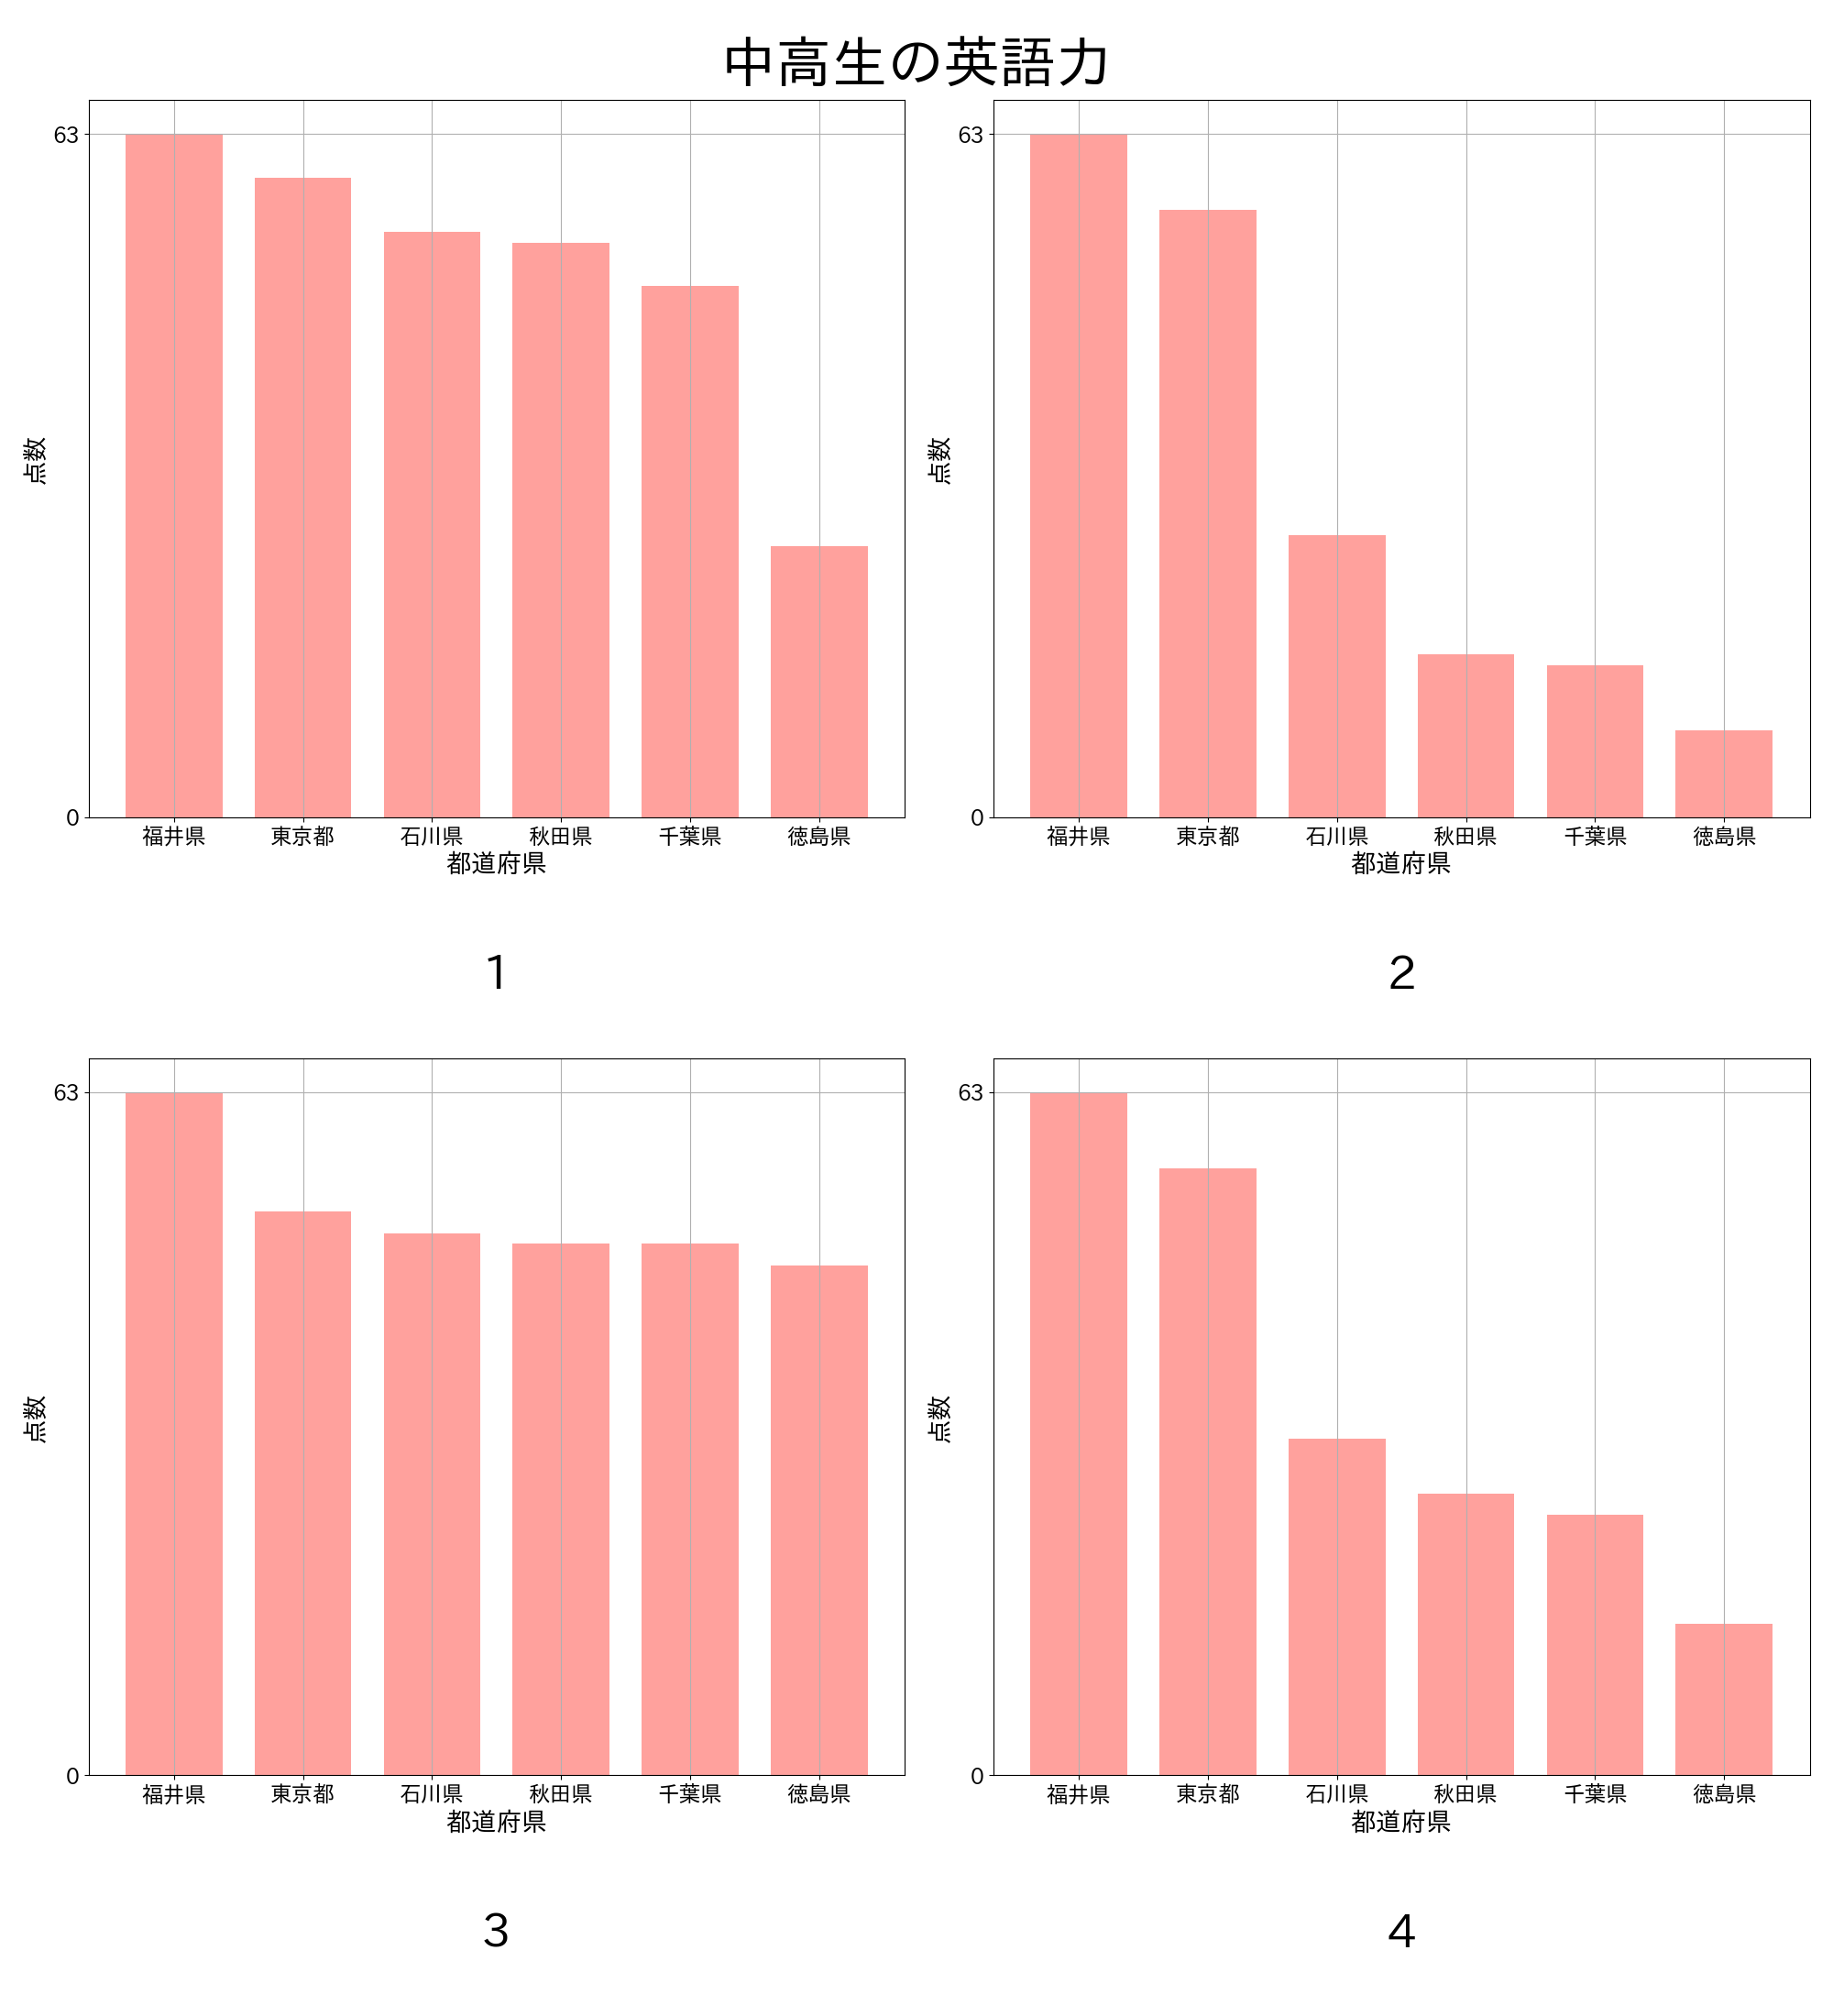 中高生の英語力
63
0
点数
福井県 東京都 石川県 秋田県 千葉県 徳島県
都道府県
1
63
0
点数
福井県 東京都 石川県 秋田県 千葉県 徳島県
都道府県
2
63
0
点数
福井県 東京都 石川県 秋田県 千葉県 徳島県
都道府県
3
63
0
点数
福井県 東京都 石川県 秋田県 千葉県 徳島県
都道府県
4